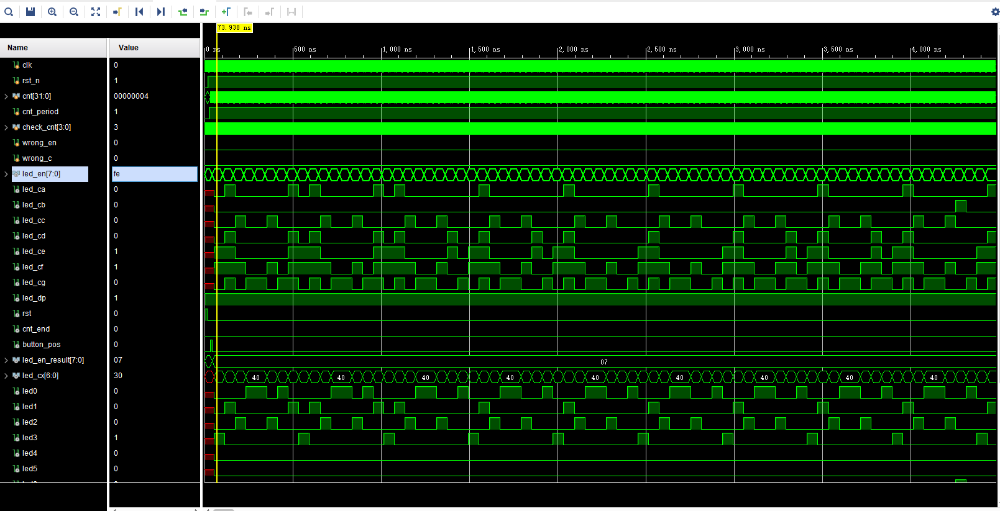 73.938 ns
Name Value
0 ns 500 ns 1,000 ns 1,500 ns 2,000 ns 2,500 ns 3,000 ns 3,500 ns 4,000 ns
clk 0
rst_n 1
cnt[31:0] 00000004
cnt_period 1
check_cnt[3:0] 3
wrong_en 0
wrong_c 0
led_en[7:0] fe
led_ca 0
led_cb 0
led_cc 0
led_cd 0
led_ce 1
led_cf 1
led_cg 0
led_dp 1
rst 0
cnt_end 0
button_pos 0
led_en_result[7:0] 07 07
led_cx[6:0] 30 40 40 40 40 40 40 40 40 40
led0 0
led1 0
led2 0
led3 1
led4 0
led5 0